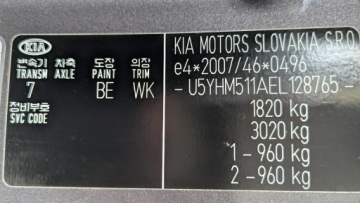 KIA
변속기 차축 도장 의장
TRANSM AXLE PAINT TRIM
7 BE WK
정비부호
SVC CODE
KIA MOTORS SLOVAKIA S.R.O
e4*2007/46*0496
- U5YHM511AEL128765 -
1820 kg
3020 kg
1 - 960 kg
2 - 960 kg